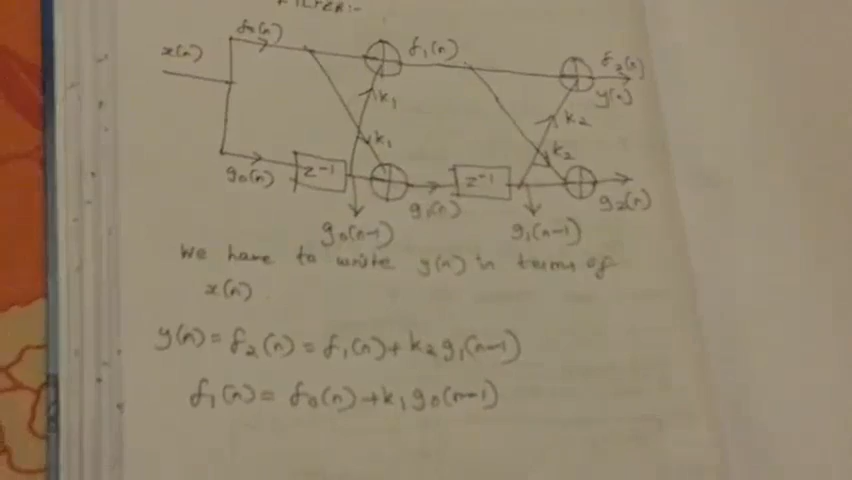 FILTER:-
f0(n)
x(n)
f1(n)
f2(n)
y(n)
k1
k2
k1
k2
g0(n)
z-1
g1(n)
z-1
g2(n)
g0(n-1)
g1(n-1)
We have to write y(n) in terms of
x(n)
y(n) = f2(n) = f1(n) + k2 g1(n-1)
f1(n) = f0(n) + k1 g0(n-1)